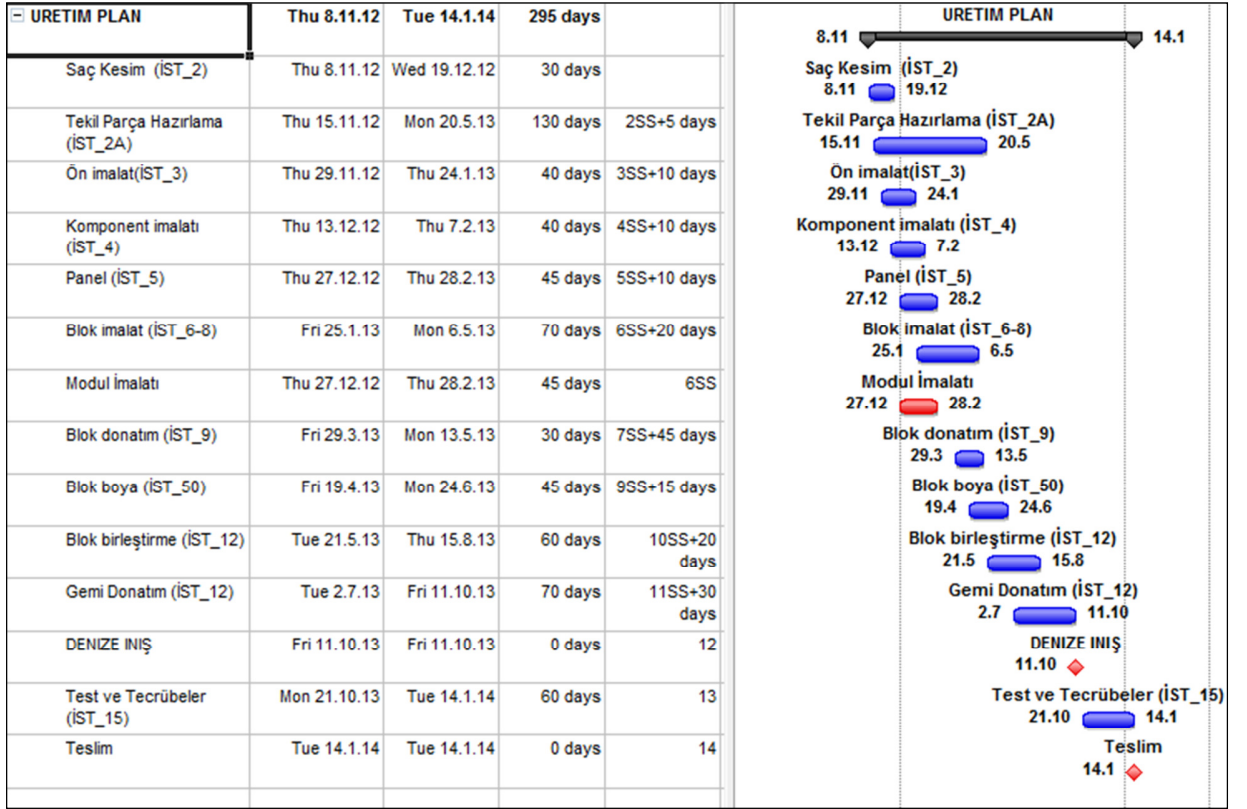 URETIM PLAN Thu 8.11.12 Tue 14.1.14 295 days
Saç Kesim (İST_2) Thu 8.11.12 Wed 19.12.12 30 days
Tekil Parça Hazırlama Thu 15.11.12 Mon 20.5.13 130 days 2SS+5 days
(İST_2A)
Ön imalat(İST_3) Thu 29.11.12 Thu 24.1.13 40 days 3SS+10 days
Komponent imalatı Thu 13.12.12 Thu 7.2.13 40 days 4SS+10 days
(İST_4)
Panel (İST_5) Thu 27.12.12 Thu 28.2.13 45 days 5SS+10 days
Blok imalat (İST_6-8) Fri 25.1.13 Mon 6.5.13 70 days 6SS+20 days
Modul İmalatı Thu 27.12.12 Thu 28.2.13 45 days 6SS
Blok donatım (İST_9) Fri 29.3.13 Mon 13.5.13 30 days 7SS+45 days
Blok boya (İST_50) Fri 19.4.13 Mon 24.6.13 45 days 9SS+15 days
Blok birleştirme (İST_12) Tue 21.5.13 Thu 15.8.13 60 days 10SS+20
days
Gemi Donatım (İST_12) Tue 2.7.13 Fri 11.10.13 70 days 11SS+30
days
DENIZE INIŞ Fri 11.10.13 Fri 11.10.13 0 days 12
Test ve Tecrübeler Mon 21.10.13 Tue 14.1.14 60 days 13
(İST_15)
Teslim Tue 14.1.14 Tue 14.1.14 0 days 14
URETIM PLAN
8.11 14.1
Saç Kesim (İST_2)
8.11 19.12
Tekil Parça Hazırlama (İST_2A)
15.11 20.5
Ön imalat(İST_3)
29.11 24.1
Komponent imalatı (İST_4)
13.12 7.2
Panel (İST_5)
27.12 28.2
Blok imalat (İST_6-8)
25.1 6.5
Modul İmalatı
27.12 28.2
Blok donatım (İST_9)
29.3 13.5
Blok boya (İST_50)
19.4 24.6
Blok birleştirme (İST_12)
21.5 15.8
Gemi Donatım (İST_12)
2.7 11.10
DENIZE INIŞ
11.10
Test ve Tecrübeler (İST_15)
21.10 14.1
Teslim
14.1